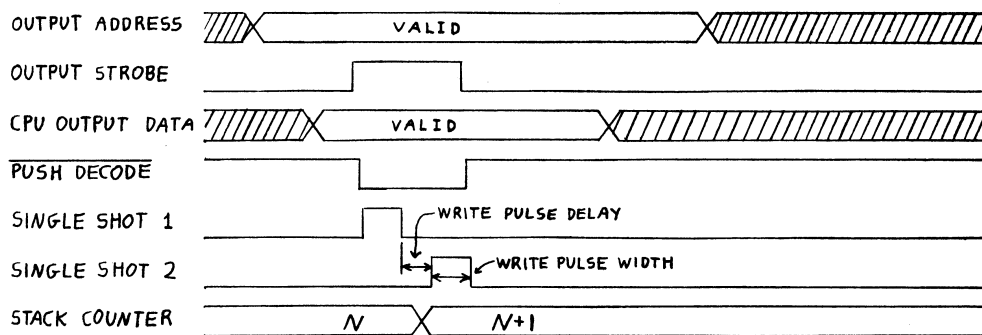 OUTPUT ADDRESS VALID
OUTPUT STROBE
CPU OUTPUT DATA VALID
PUSH DECODE
SINGLE SHOT 1 WRITE PULSE DELAY
SINGLE SHOT 2 WRITE PULSE WIDTH
STACK COUNTER N N+1